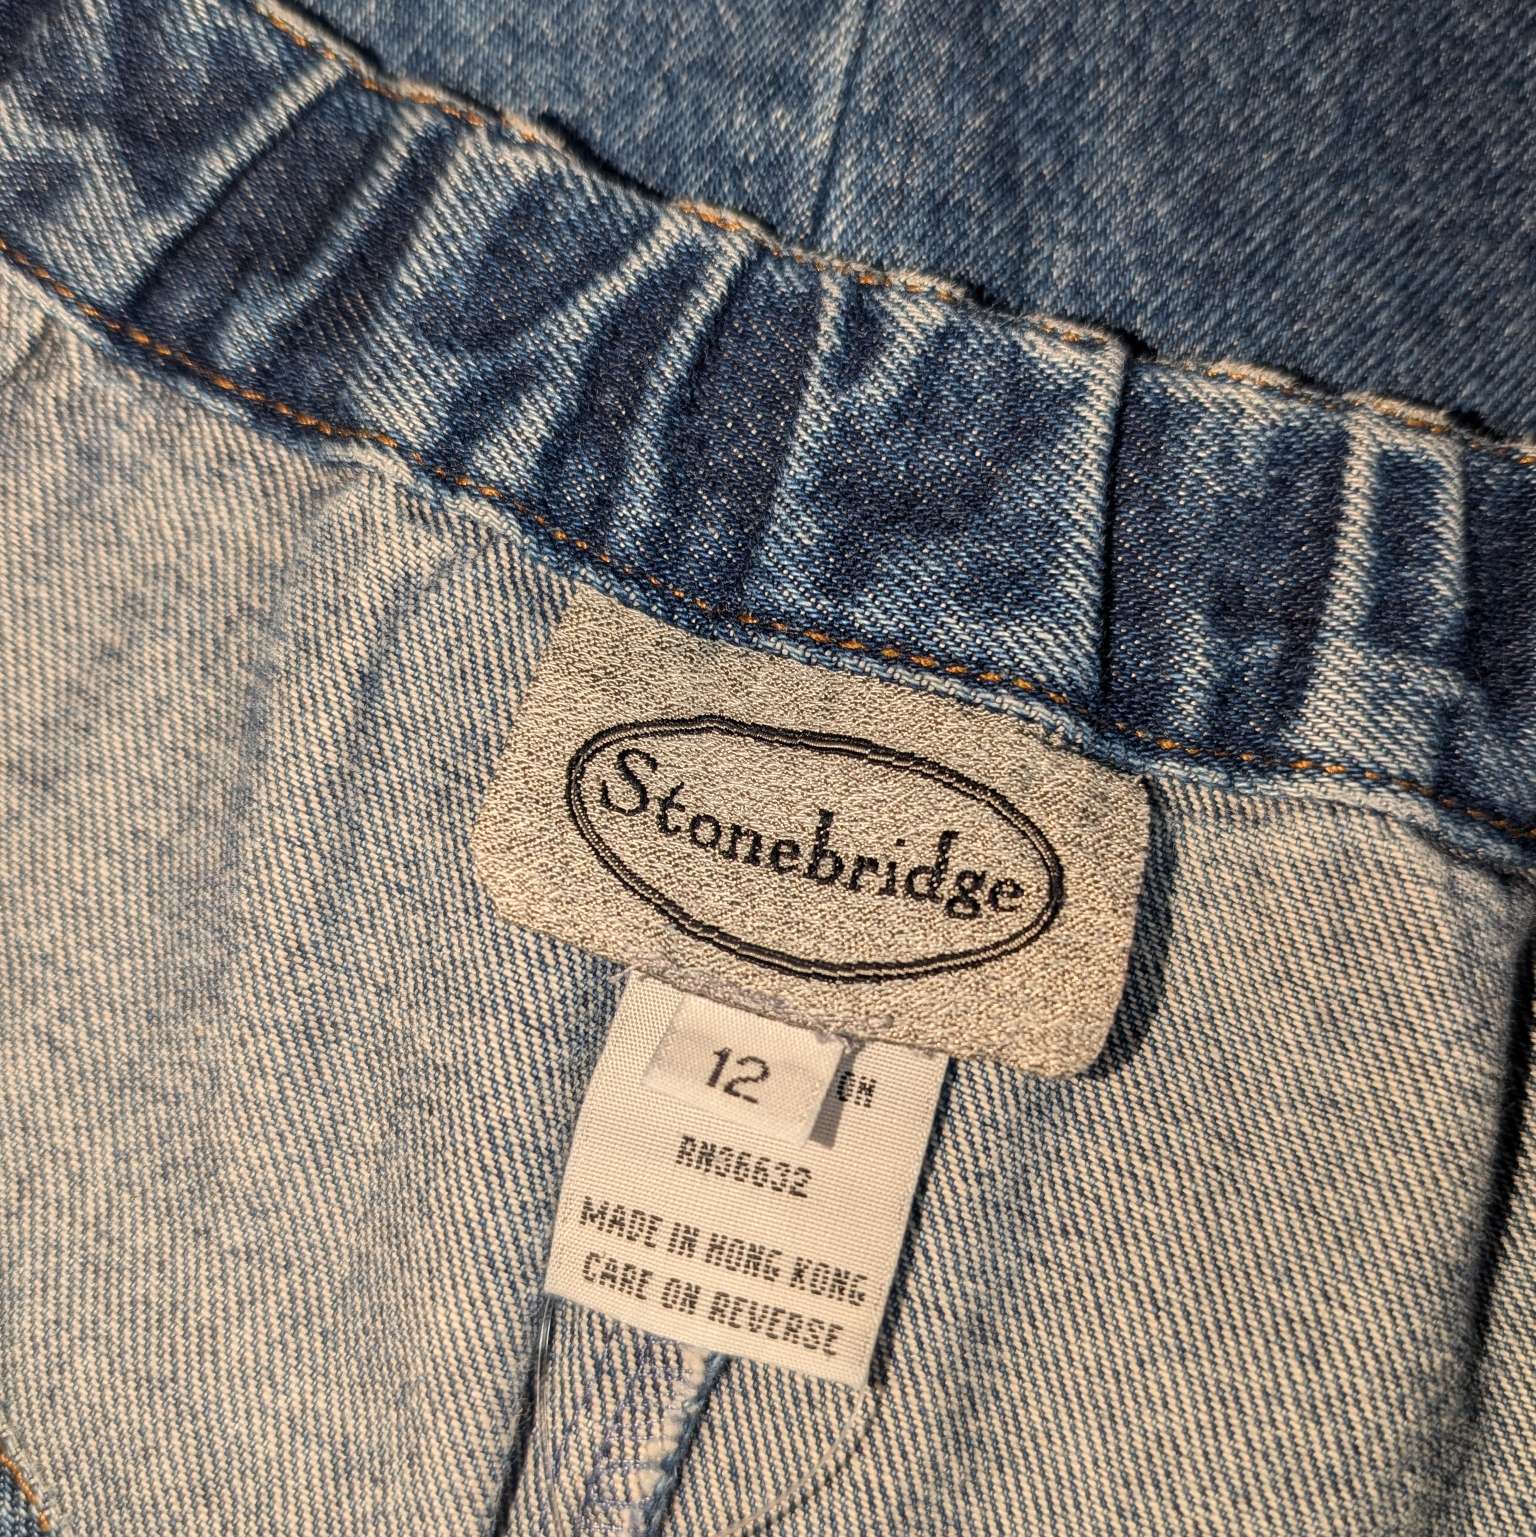 Stonebridge
12
RN36632
MADE IN HONG KONG
CARE ON REVERSE